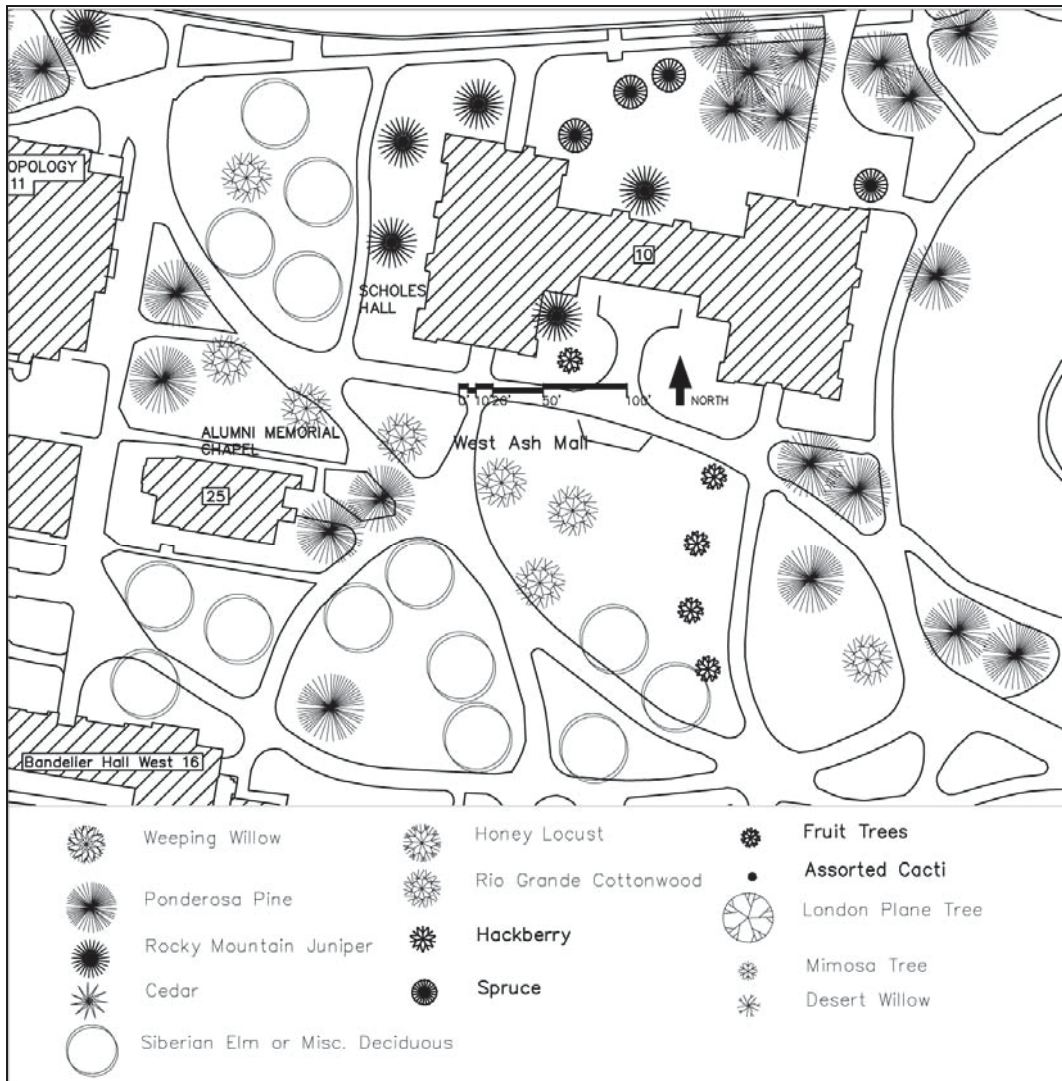 OPOLOGY
11
10
SCHOLES
HALL
0' 10' 20' 50' 100'
NORTH
ALUMNI MEMORIAL
CHAPEL
West Ash Mall
25
Bandelier Hall West 16
Weeping Willow
Ponderosa Pine
Rocky Mountain Juniper
Cedar
Siberian Elm or Misc. Deciduous
Honey Locust
Rio Grande Cottonwood
Hackberry
Spruce
Fruit Trees
Assorted Cacti
London Plane Tree
Mimosa Tree
Desert Willow